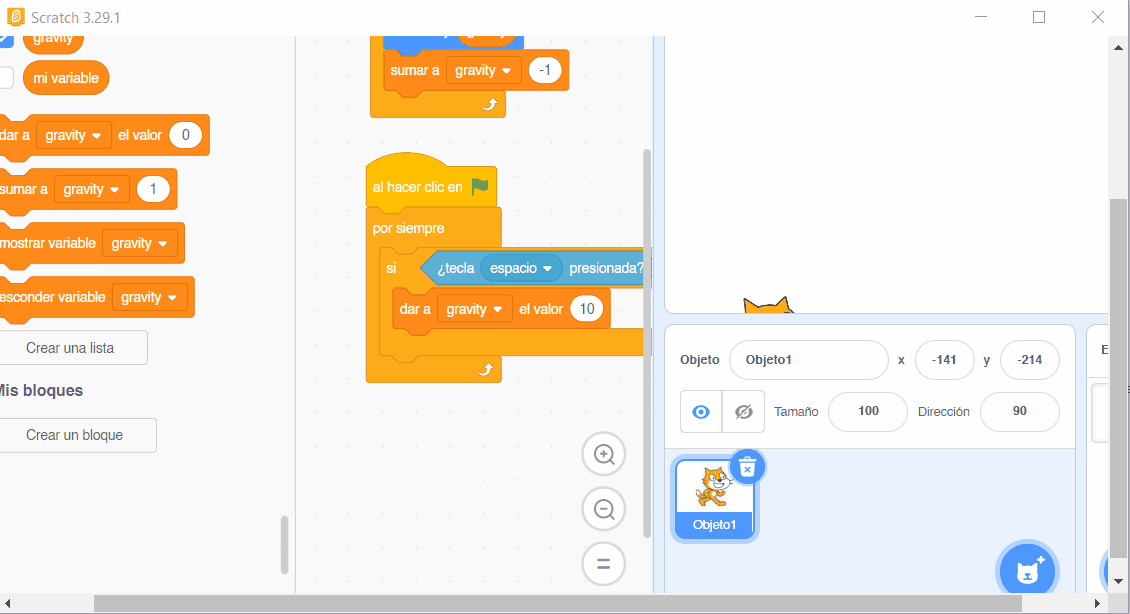 Scratch 3.29.1
gravity
mi variable
dar a gravity el valor 0
sumar a gravity 1
mostrar variable gravity
esconder variable gravity
Crear una lista
Mis bloques
Crear un bloque
sumar a gravity -1
al hacer clic en
por siempre
si ¿tecla espacio presionada?
dar a gravity el valor 10
Objeto Objeto1 x -141 y -214
Tamaño 100 Dirección 90
Objeto1
E